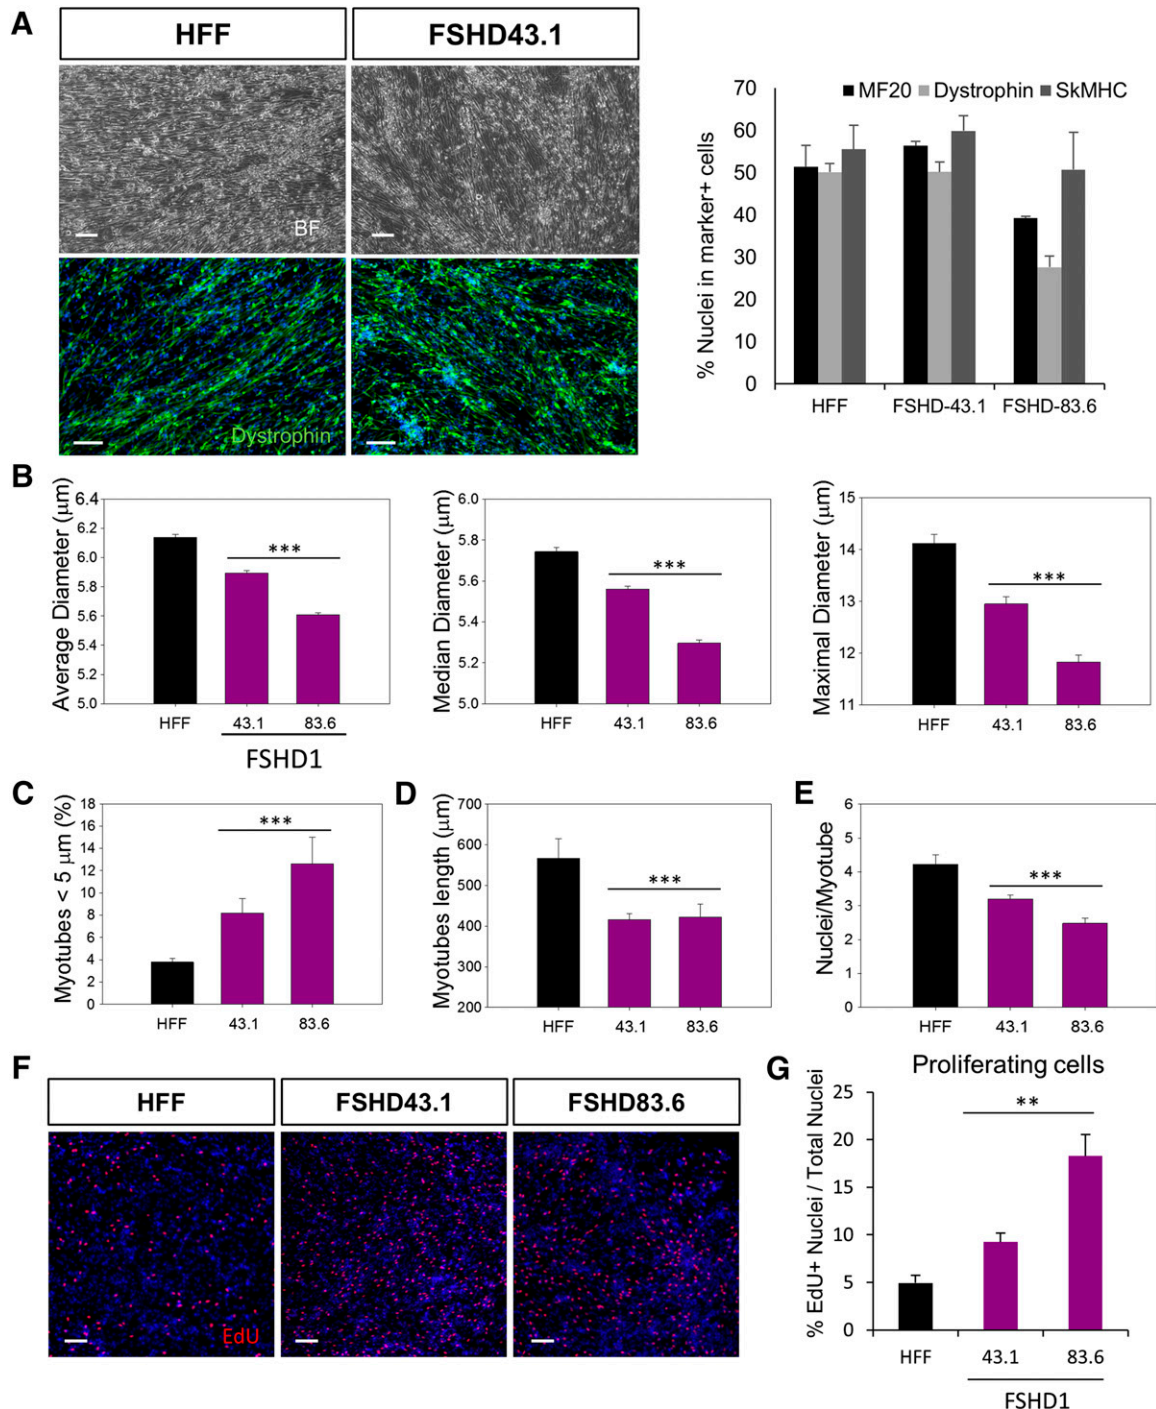 A
HFF
FSHD43.1
BF
Dystrophin
MF20 Dystrophin SkMHC
% Nuclei in marker+ cells
70
60
50
40
30
20
10
0
HFF FSHD-43.1 FSHD-83.6
B
Average Diameter (μm)
6.4
6.2
6.0
5.8
5.6
5.4
5.2
5.0
***
HFF 43.1 83.6
FSHD1
Median Diameter (μm)
6.0
5.8
5.6
5.4
5.2
5.0
***
HFF 43.1 83.6
Maximal Diameter (μm)
15
14
13
12
11
***
HFF 43.1 83.6
C
Myotubes < 5 μm (%)
18
16
14
12
10
8
6
4
2
0
***
HFF 43.1 83.6
D
Myotubes length (μm)
700
600
500
400
300
200
***
HFF 43.1 83.6
E
Nuclei/Myotube
6
5
4
3
2
1
0
***
HFF 43.1 83.6
F
HFF
FSHD43.1
FSHD83.6
EdU
G
Proliferating cells
% EdU+ Nuclei / Total Nuclei
25
20
15
10
5
0
**
HFF 43.1 83.6
FSHD1